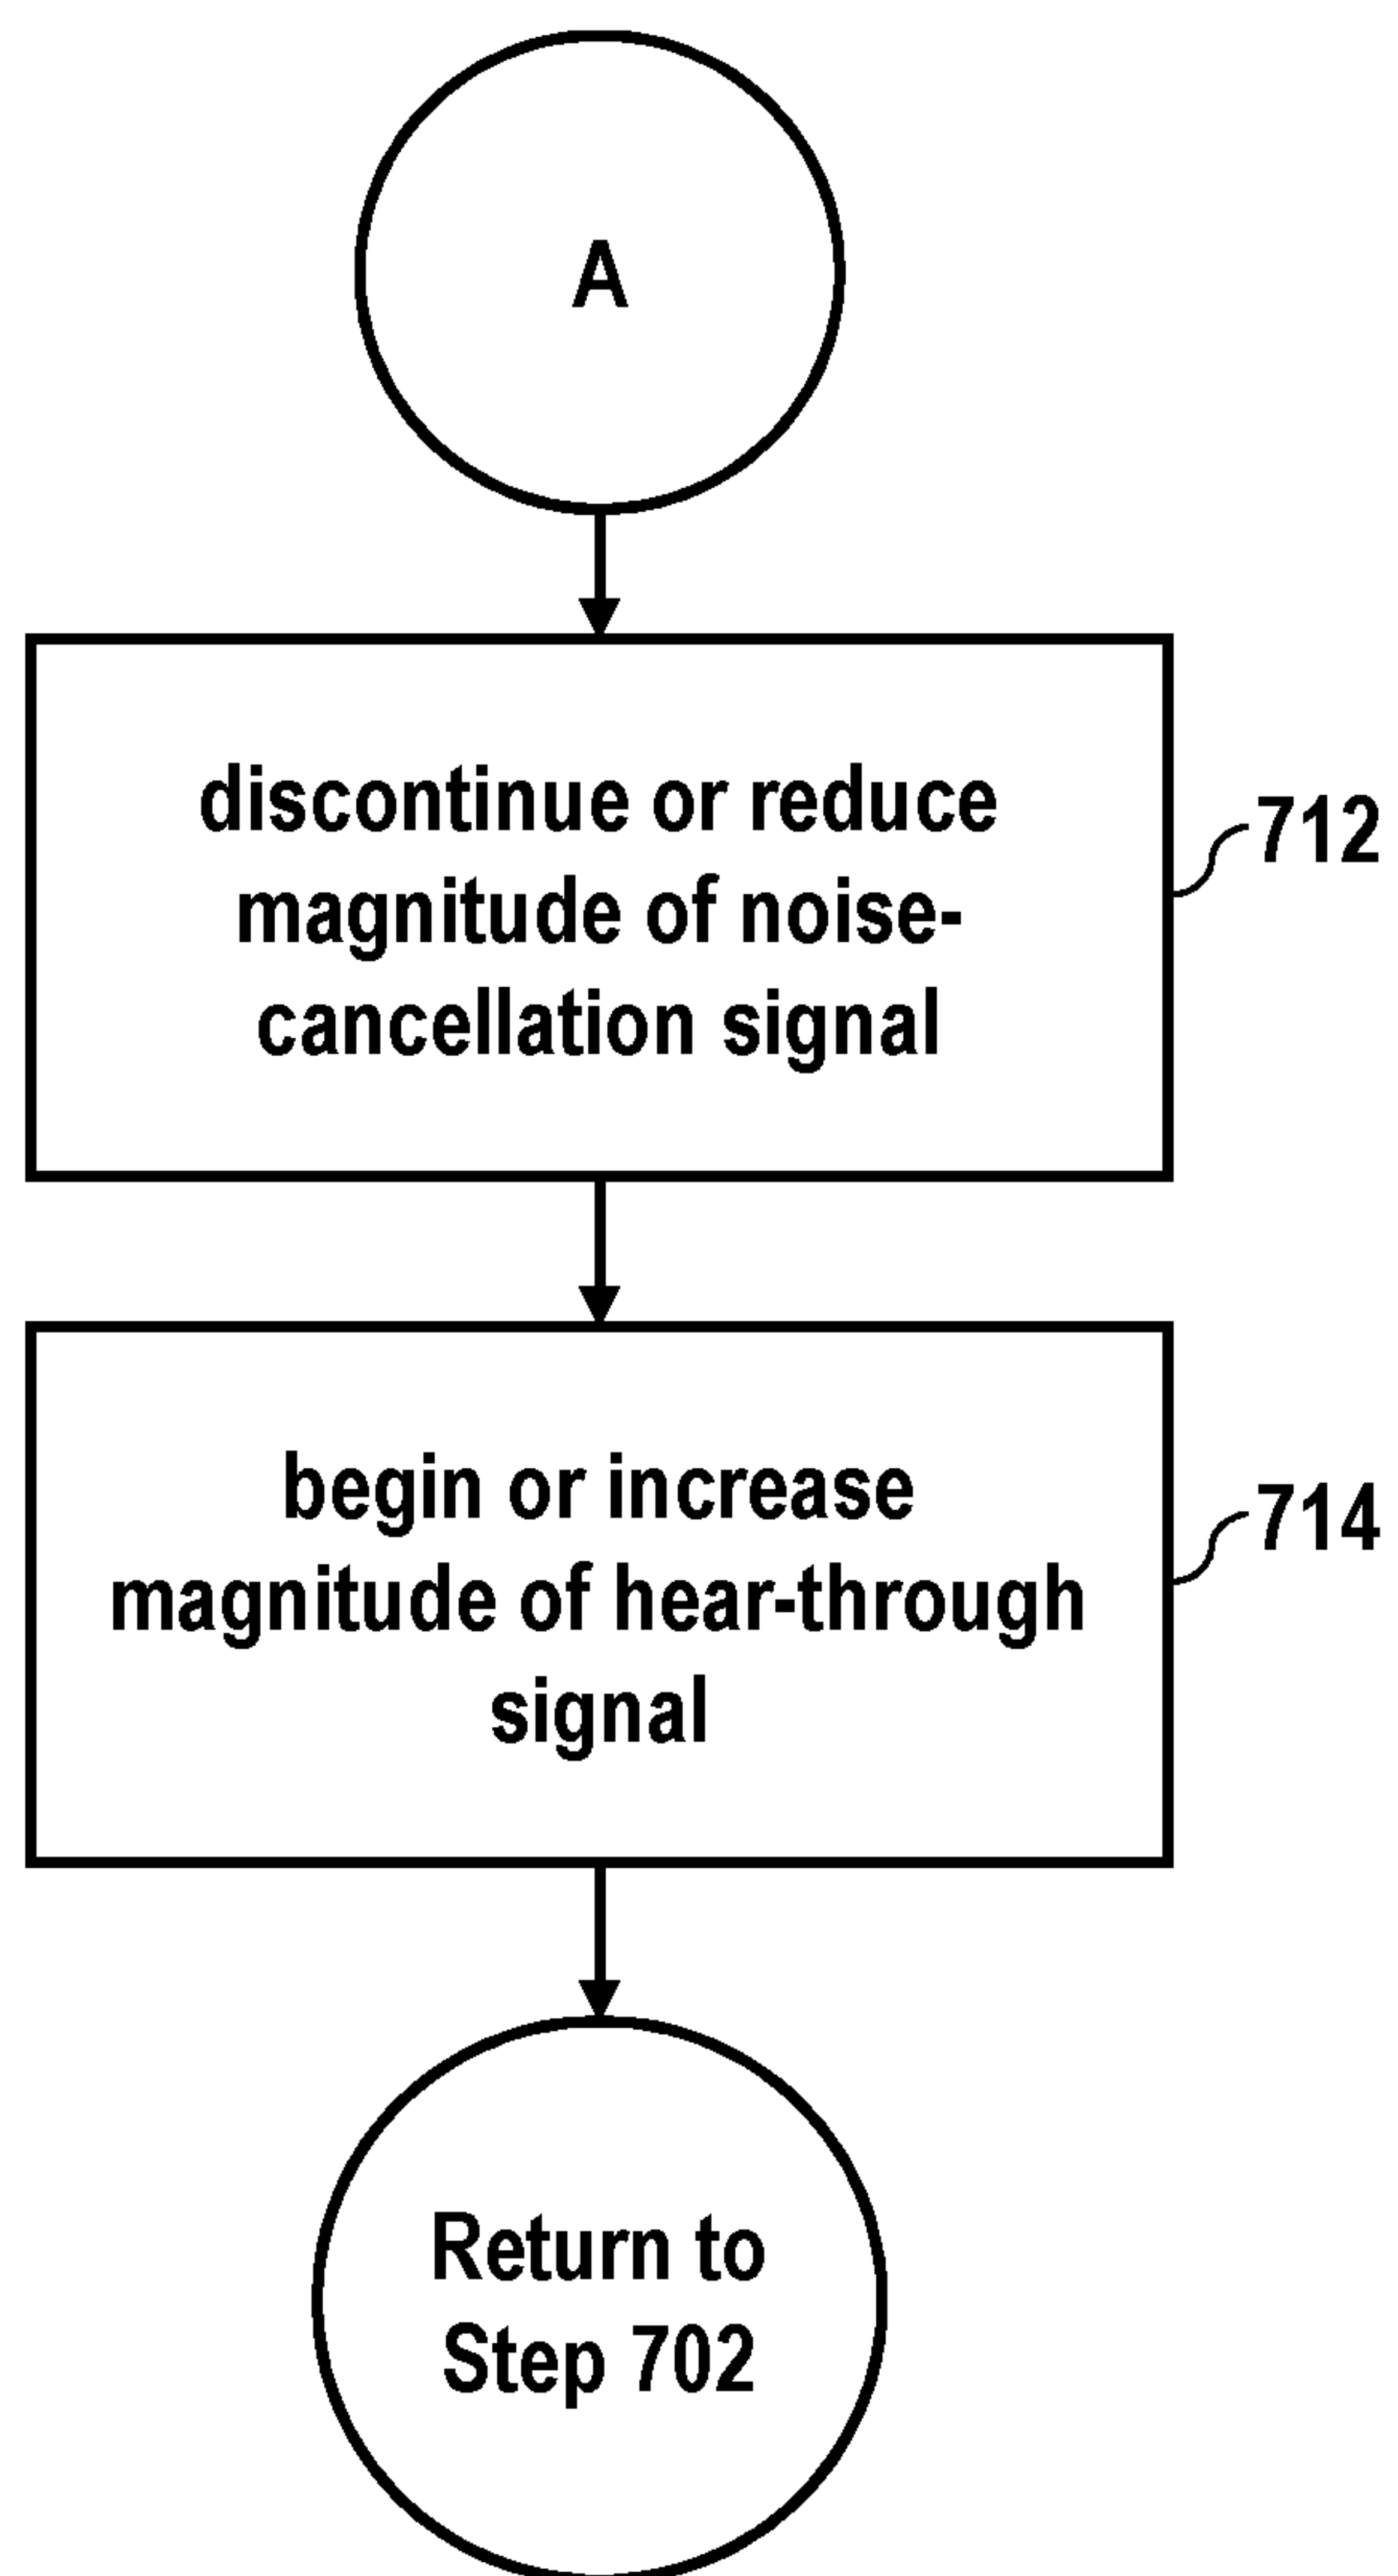 A
discontinue or reduce
magnitude of noise-
cancellation signal
712
begin or increase
magnitude of hear-through
signal
714
Return to
Step 702